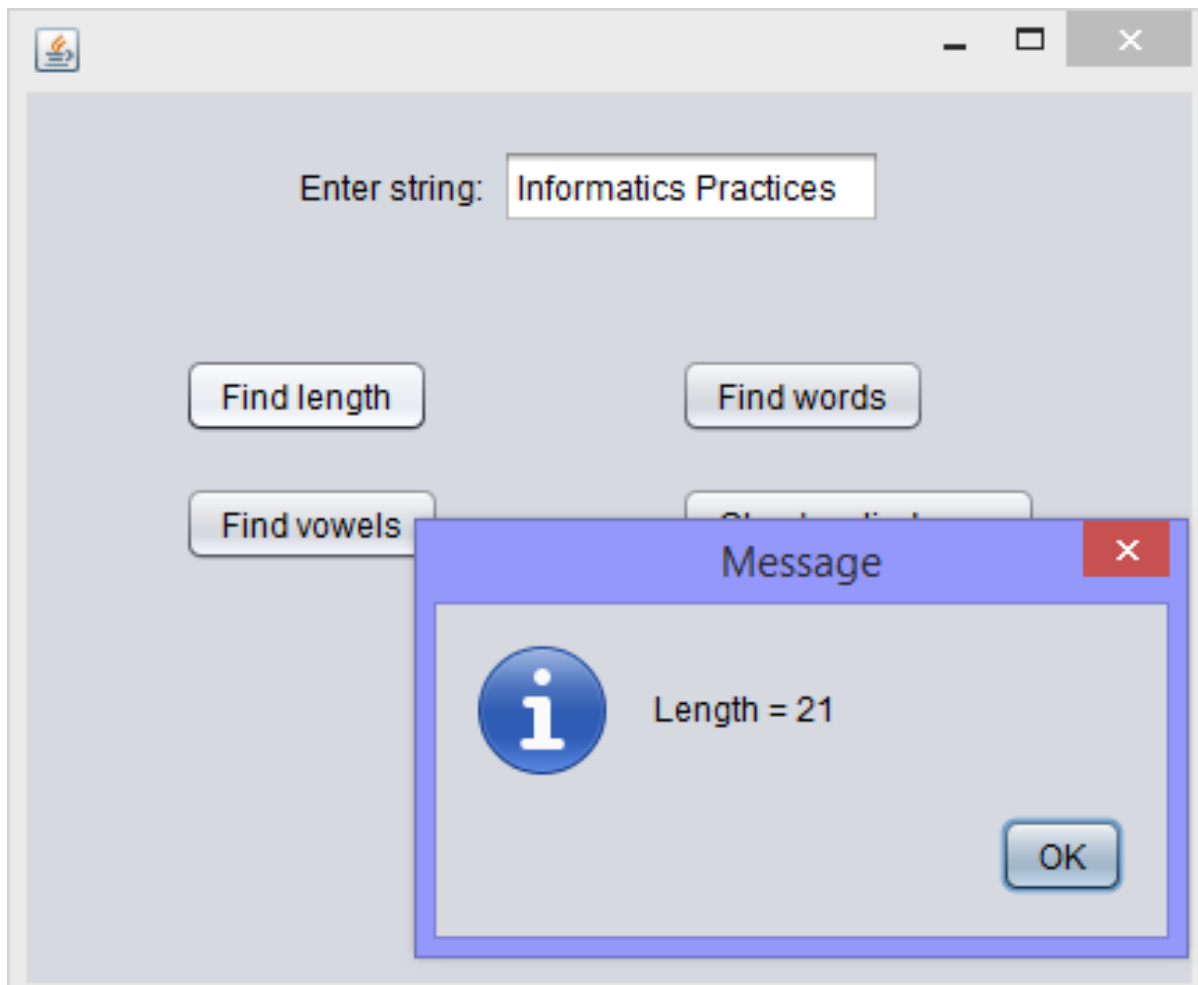 Enter string: Informatics Practices
Find length Find words
Find vowels
Message
Length = 21
OK